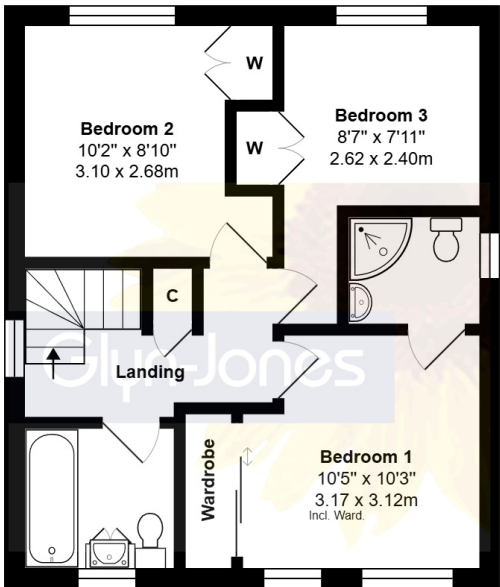 W
Bedroom 2
10'2" x 8'10"
3.10 x 2.68m
Bedroom 3
8'7" x 7'11"
2.62 x 2.40m
W
C
Glyn-Jones
Landing
Wardrobe
Bedroom 1
10'5" x 10'3"
3.17 x 3.12m
Incl. Ward.